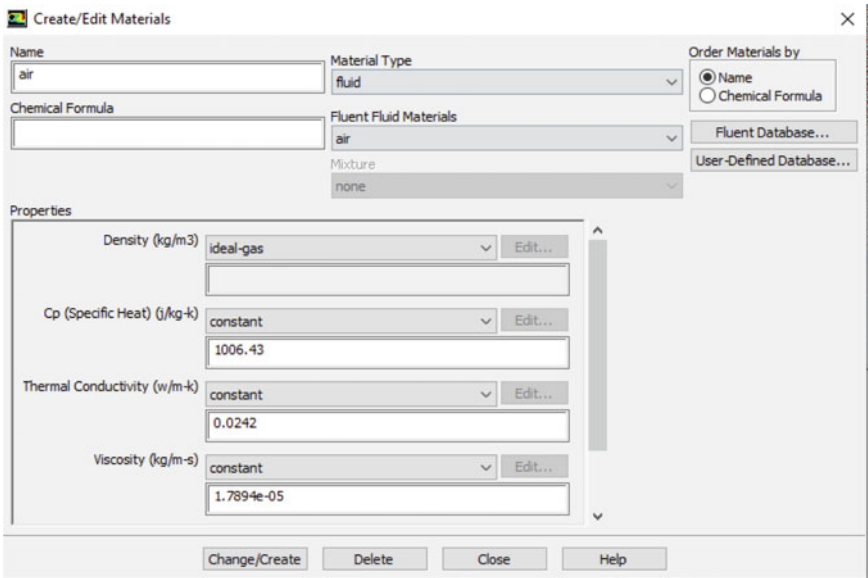 Create/Edit Materials
Name
air
Chemical Formula
Material Type
fluid
Fluent Fluid Materials
air
Mixture
none
Order Materials by
Name
Chemical Formula
Fluent Database...
User-Defined Database...
Properties
Density (kg/m3) ideal-gas Edit...
Cp (Specific Heat) (j/kg-k) constant Edit...
1006.43
Thermal Conductivity (w/m-k) constant Edit...
0.0242
Viscosity (kg/m-s) constant Edit...
1.7894e-05
Change/Create Delete Close Help